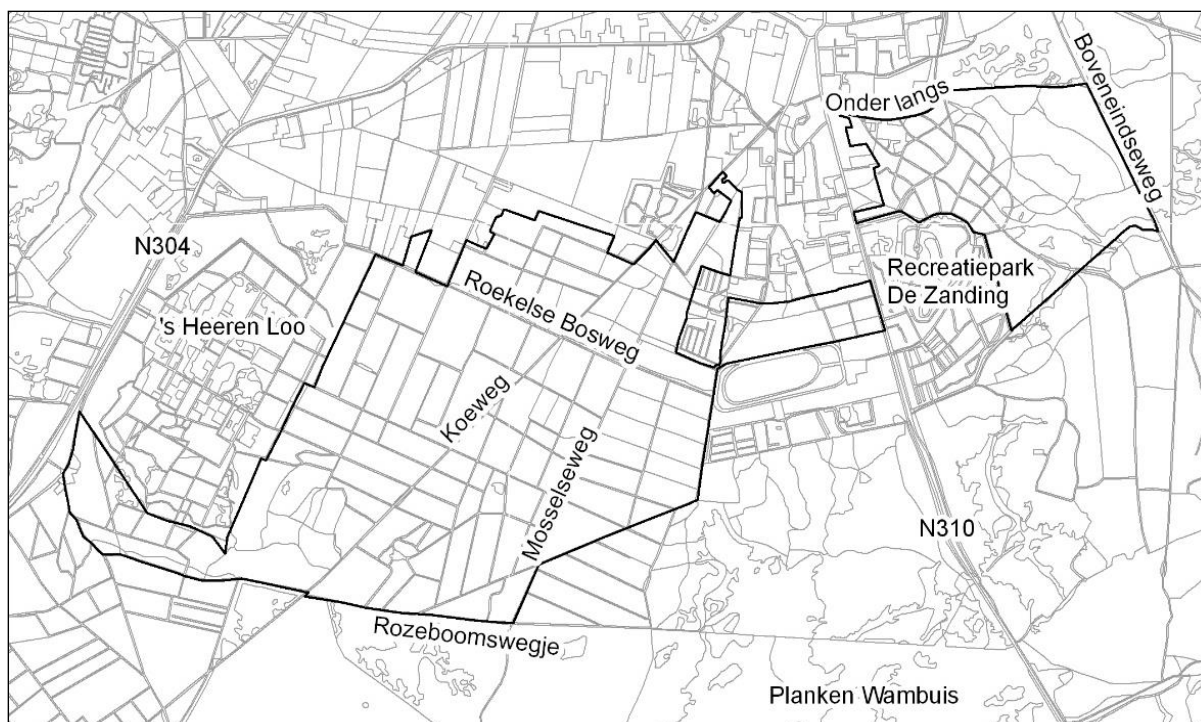 Boveneindseweg
Onder langs
N304
Recreatiepark
De Zanding
Roekelse Bosweg
's Heeren Loo
Koeweg
Mosselseweg
N310
Rozeboomswegje
Planken Wambuis